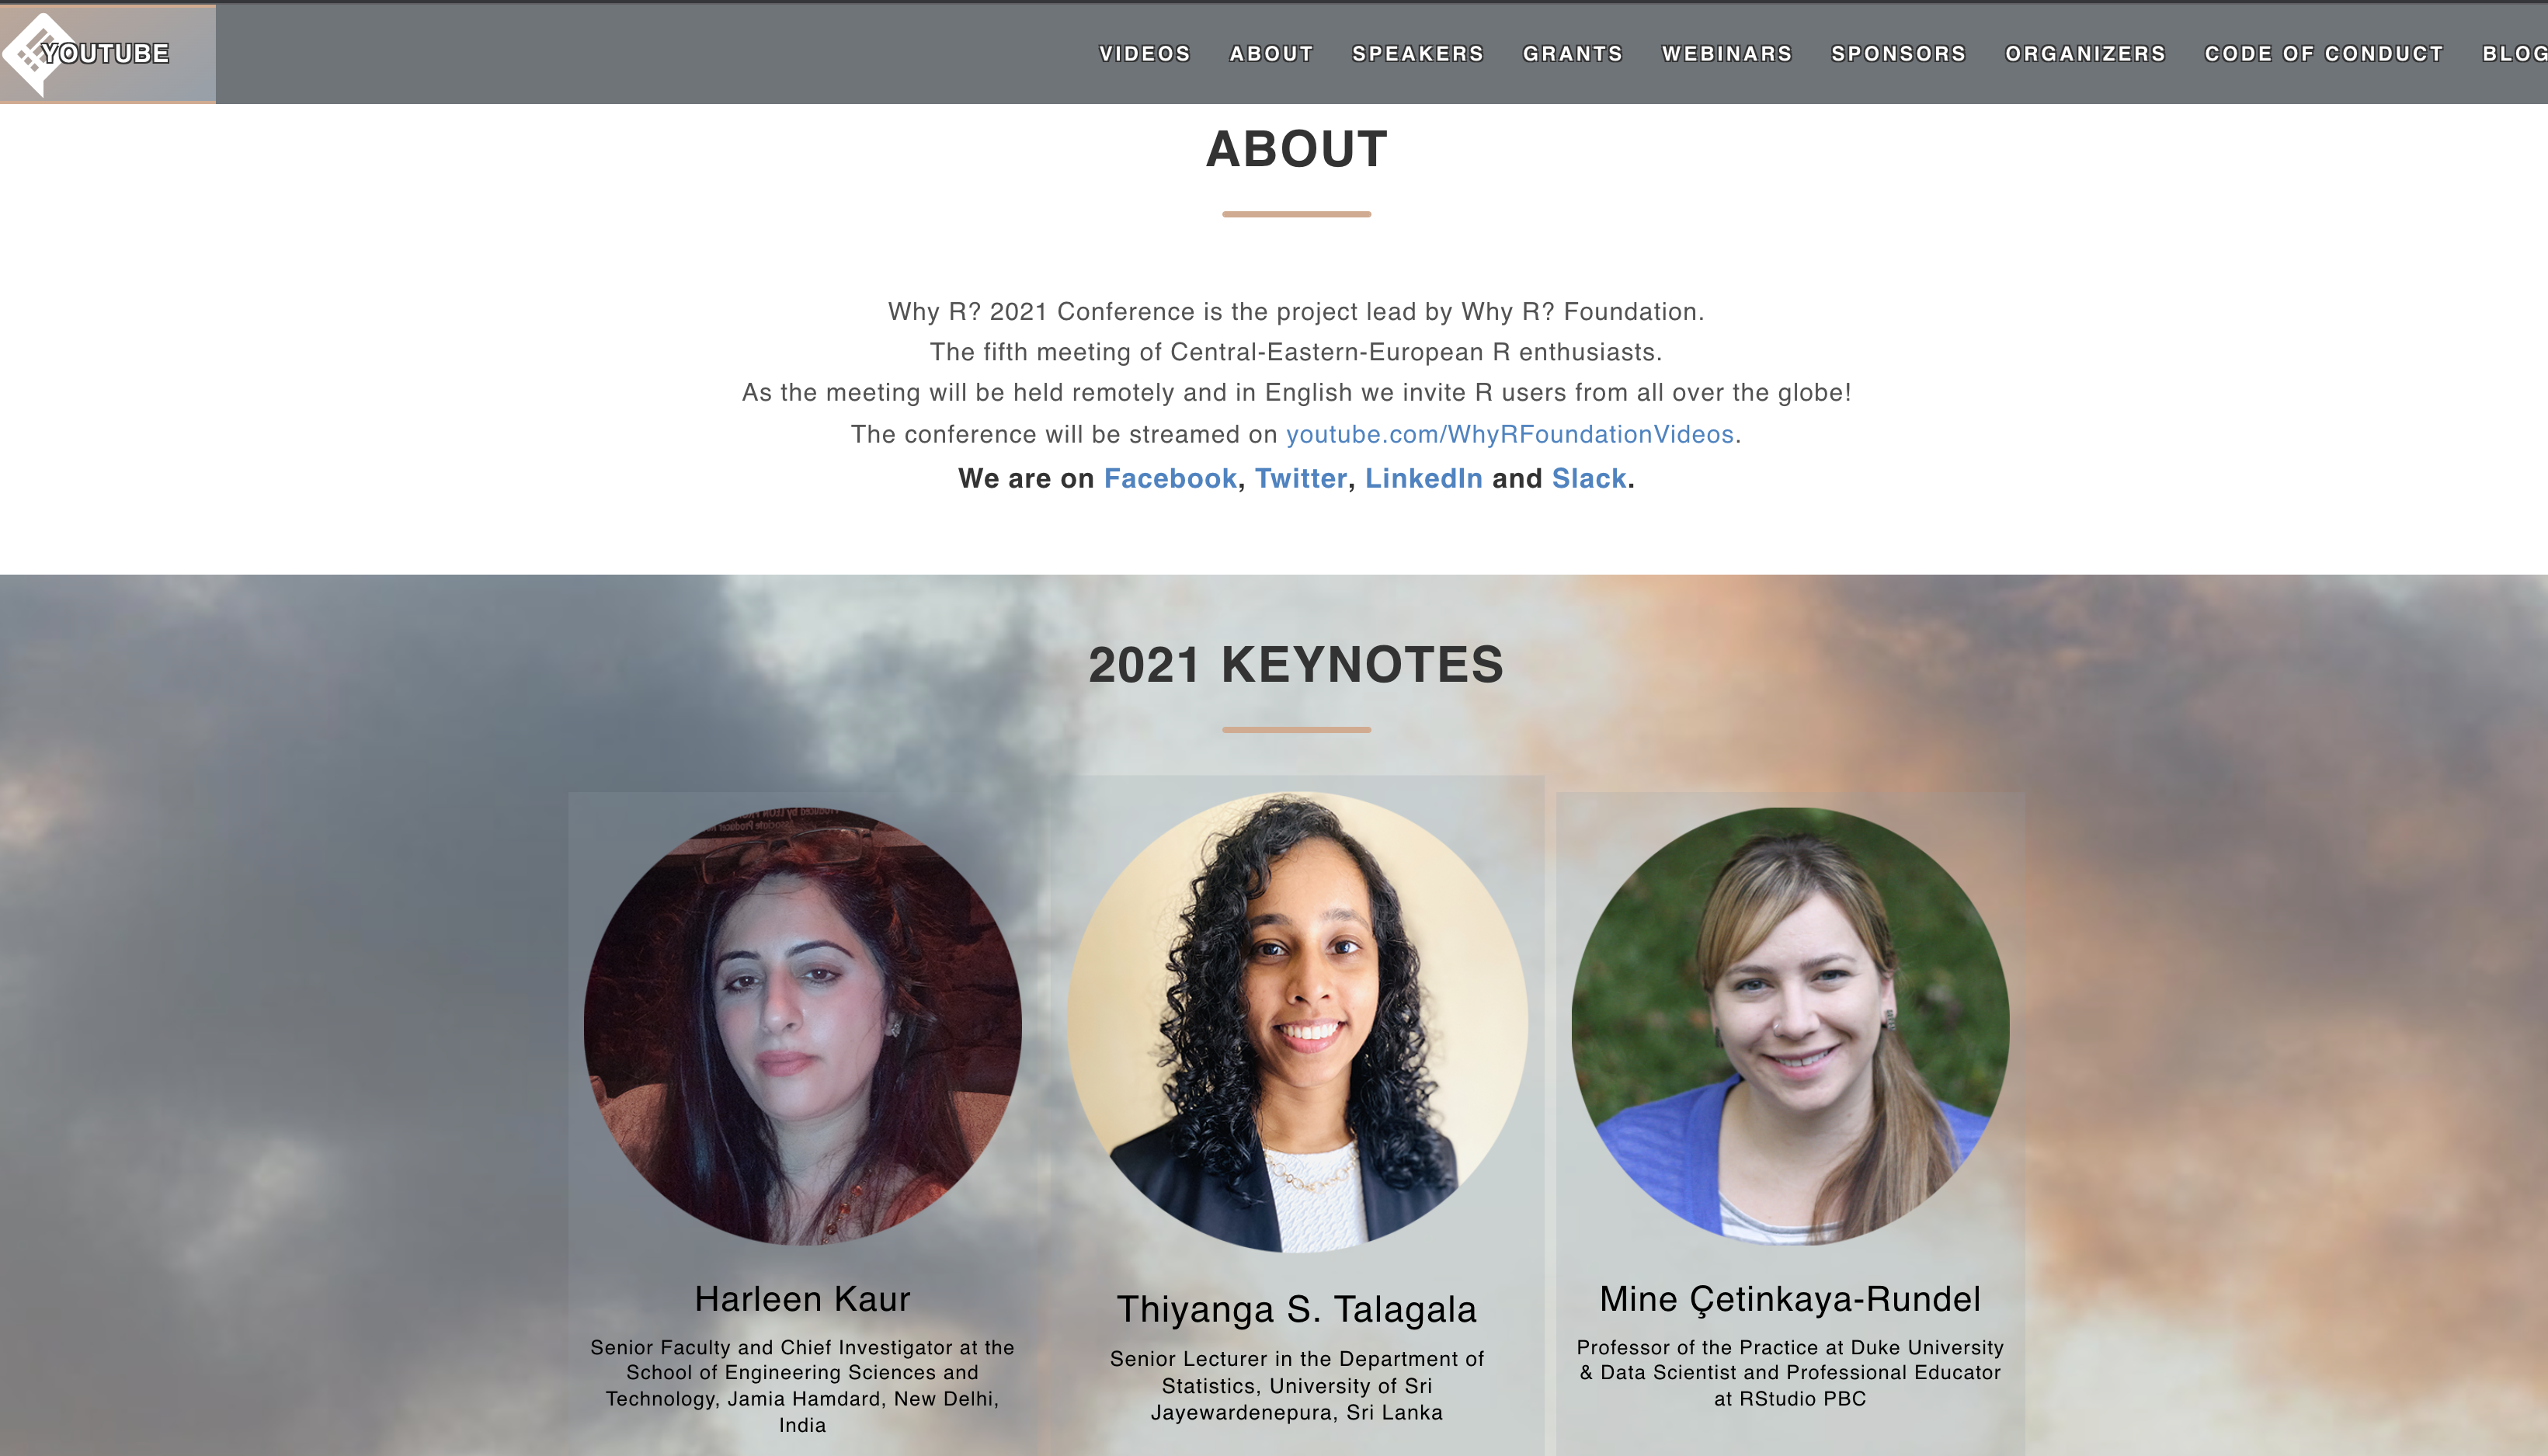 YOUTUBE
VIDEOS ABOUT SPEAKERS GRANTS WEBINARS SPONSORS ORGANIZERS CODE OF CONDUCT BLOG
ABOUT
Why R? 2021 Conference is the project lead by Why R? Foundation.
The fifth meeting of Central-Eastern-European R enthusiasts.
As the meeting will be held remotely and in English we invite R users from all over the globe!
The conference will be streamed on youtube.com/WhyRFoundationVideos.
We are on Facebook, Twitter, LinkedIn and Slack.
2021 KEYNOTES
Harleen Kaur
Senior Faculty and Chief Investigator at the
School of Engineering Sciences and
Technology, Jamia Hamdard, New Delhi,
India
Thiyanga S. Talagala
Senior Lecturer in the Department of
Statistics, University of Sri
Jayewardenepura, Sri Lanka
Mine Çetinkaya-Rundel
Professor of the Practice at Duke University
& Data Scientist and Professional Educator
at RStudio PBC